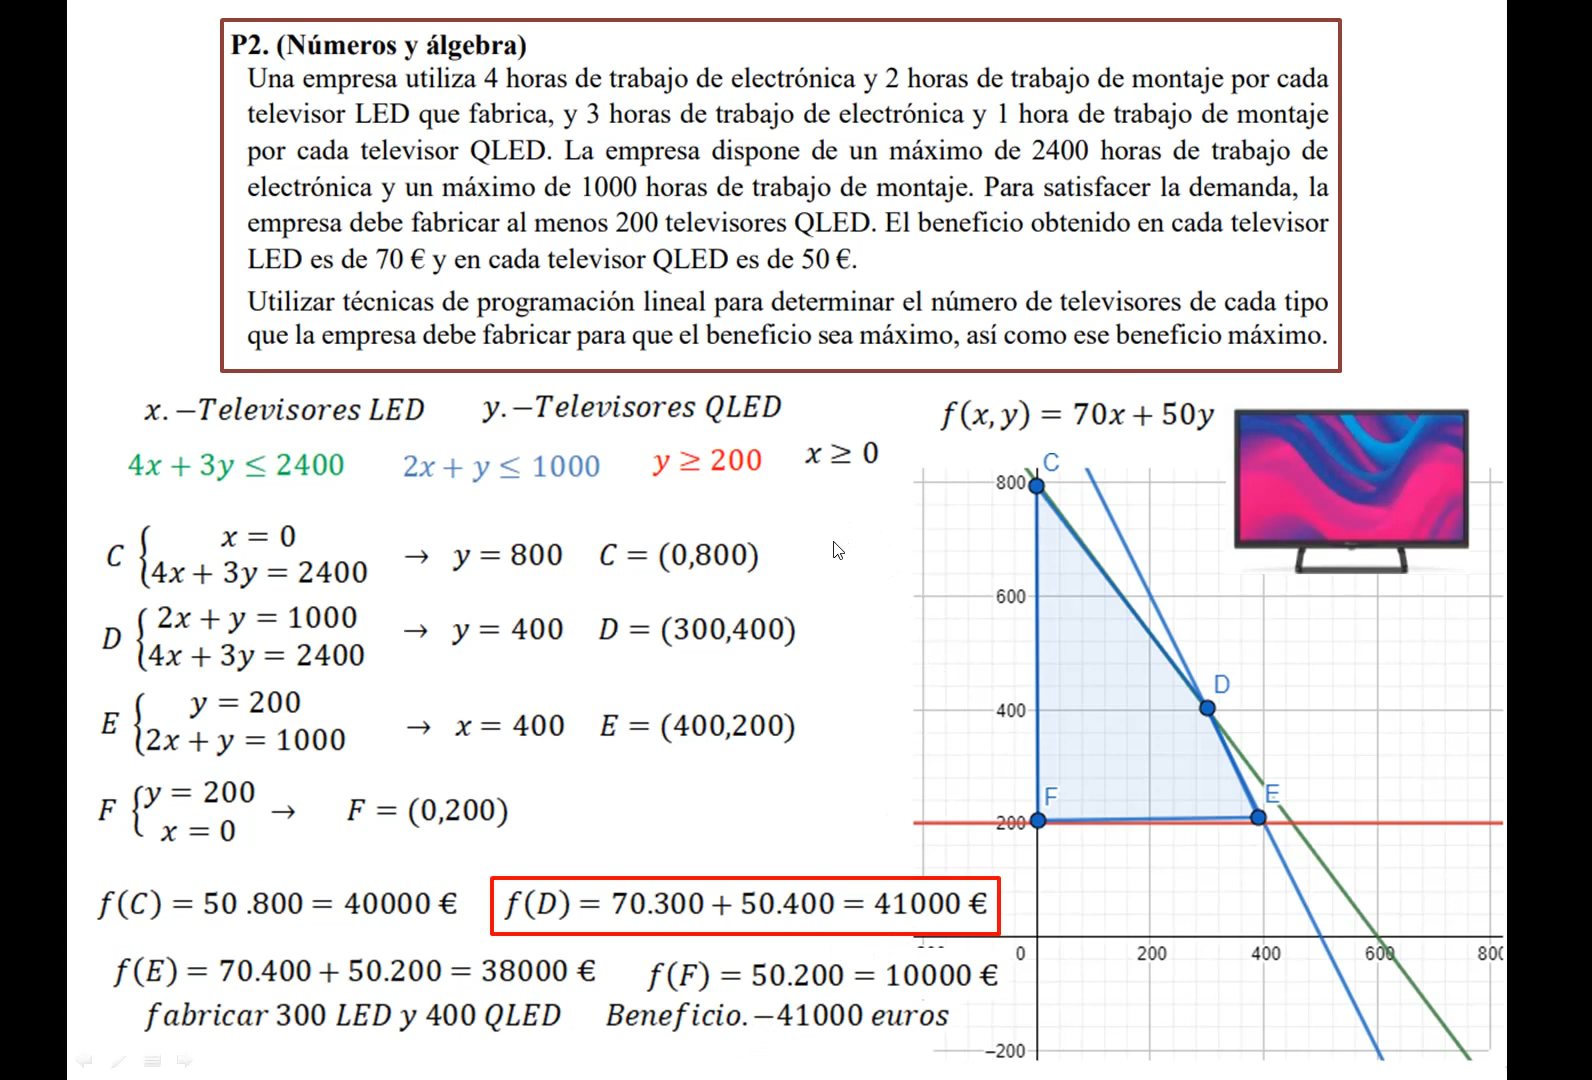 P2. (Números y álgebra)
Una empresa utiliza 4 horas de trabajo de electrónica y 2 horas de trabajo de montaje por cada
televisor LED que fabrica, y 3 horas de trabajo de electrónica y 1 hora de trabajo de montaje
por cada televisor QLED. La empresa dispone de un máximo de 2400 horas de trabajo de
electrónica y un máximo de 1000 horas de trabajo de montaje. Para satisfacer la demanda, la
empresa debe fabricar al menos 200 televisores QLED. El beneficio obtenido en cada televisor
LED es de 70 € y en cada televisor QLED es de 50 €.
Utilizar técnicas de programación lineal para determinar el número de televisores de cada tipo
que la empresa debe fabricar para que el beneficio sea máximo, así como ese beneficio máximo.
x.−Televisores LED y.−Televisores QLED f(x,y) = 70x + 50y
4x + 3y ≤ 2400 2x + y ≤ 1000 y ≥ 200 x ≥ 0
C { x = 0
4x + 3y = 2400 → y = 800 C = (0,800)
D { 2x + y = 1000
4x + 3y = 2400 → y = 400 D = (300,400)
E { y = 200
2x + y = 1000 → x = 400 E = (400,200)
F { y = 200
x = 0 → F = (0,200)
f(C) = 50 .800 = 40000 € f(D) = 70.300 + 50.400 = 41000 €
f(E) = 70.400 + 50.200 = 38000 € f(F) = 50.200 = 10000 €
fabricar 300 LED y 400 QLED Beneficio.−41000 euros
C
800
600
D
400
F
E
200
0 200 400 600 800
−200